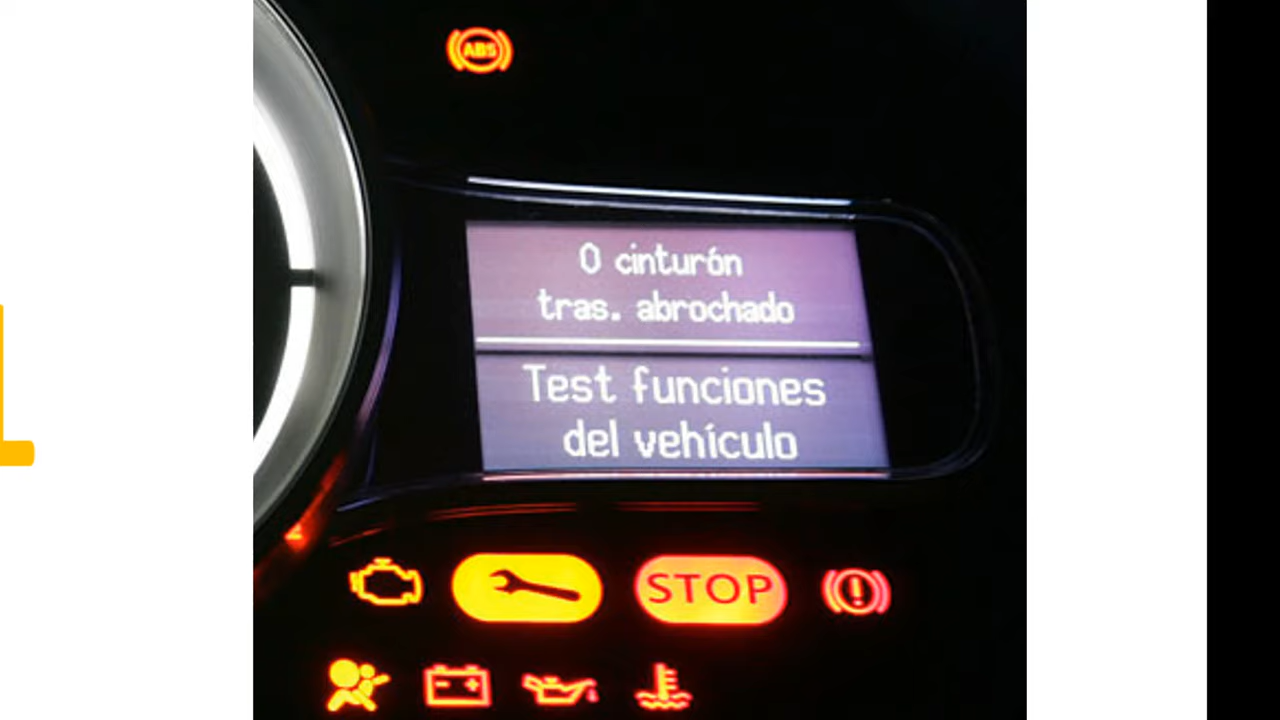 ABS
0 cinturón
tras. abrochado
Test funciones
del vehículo
STOP